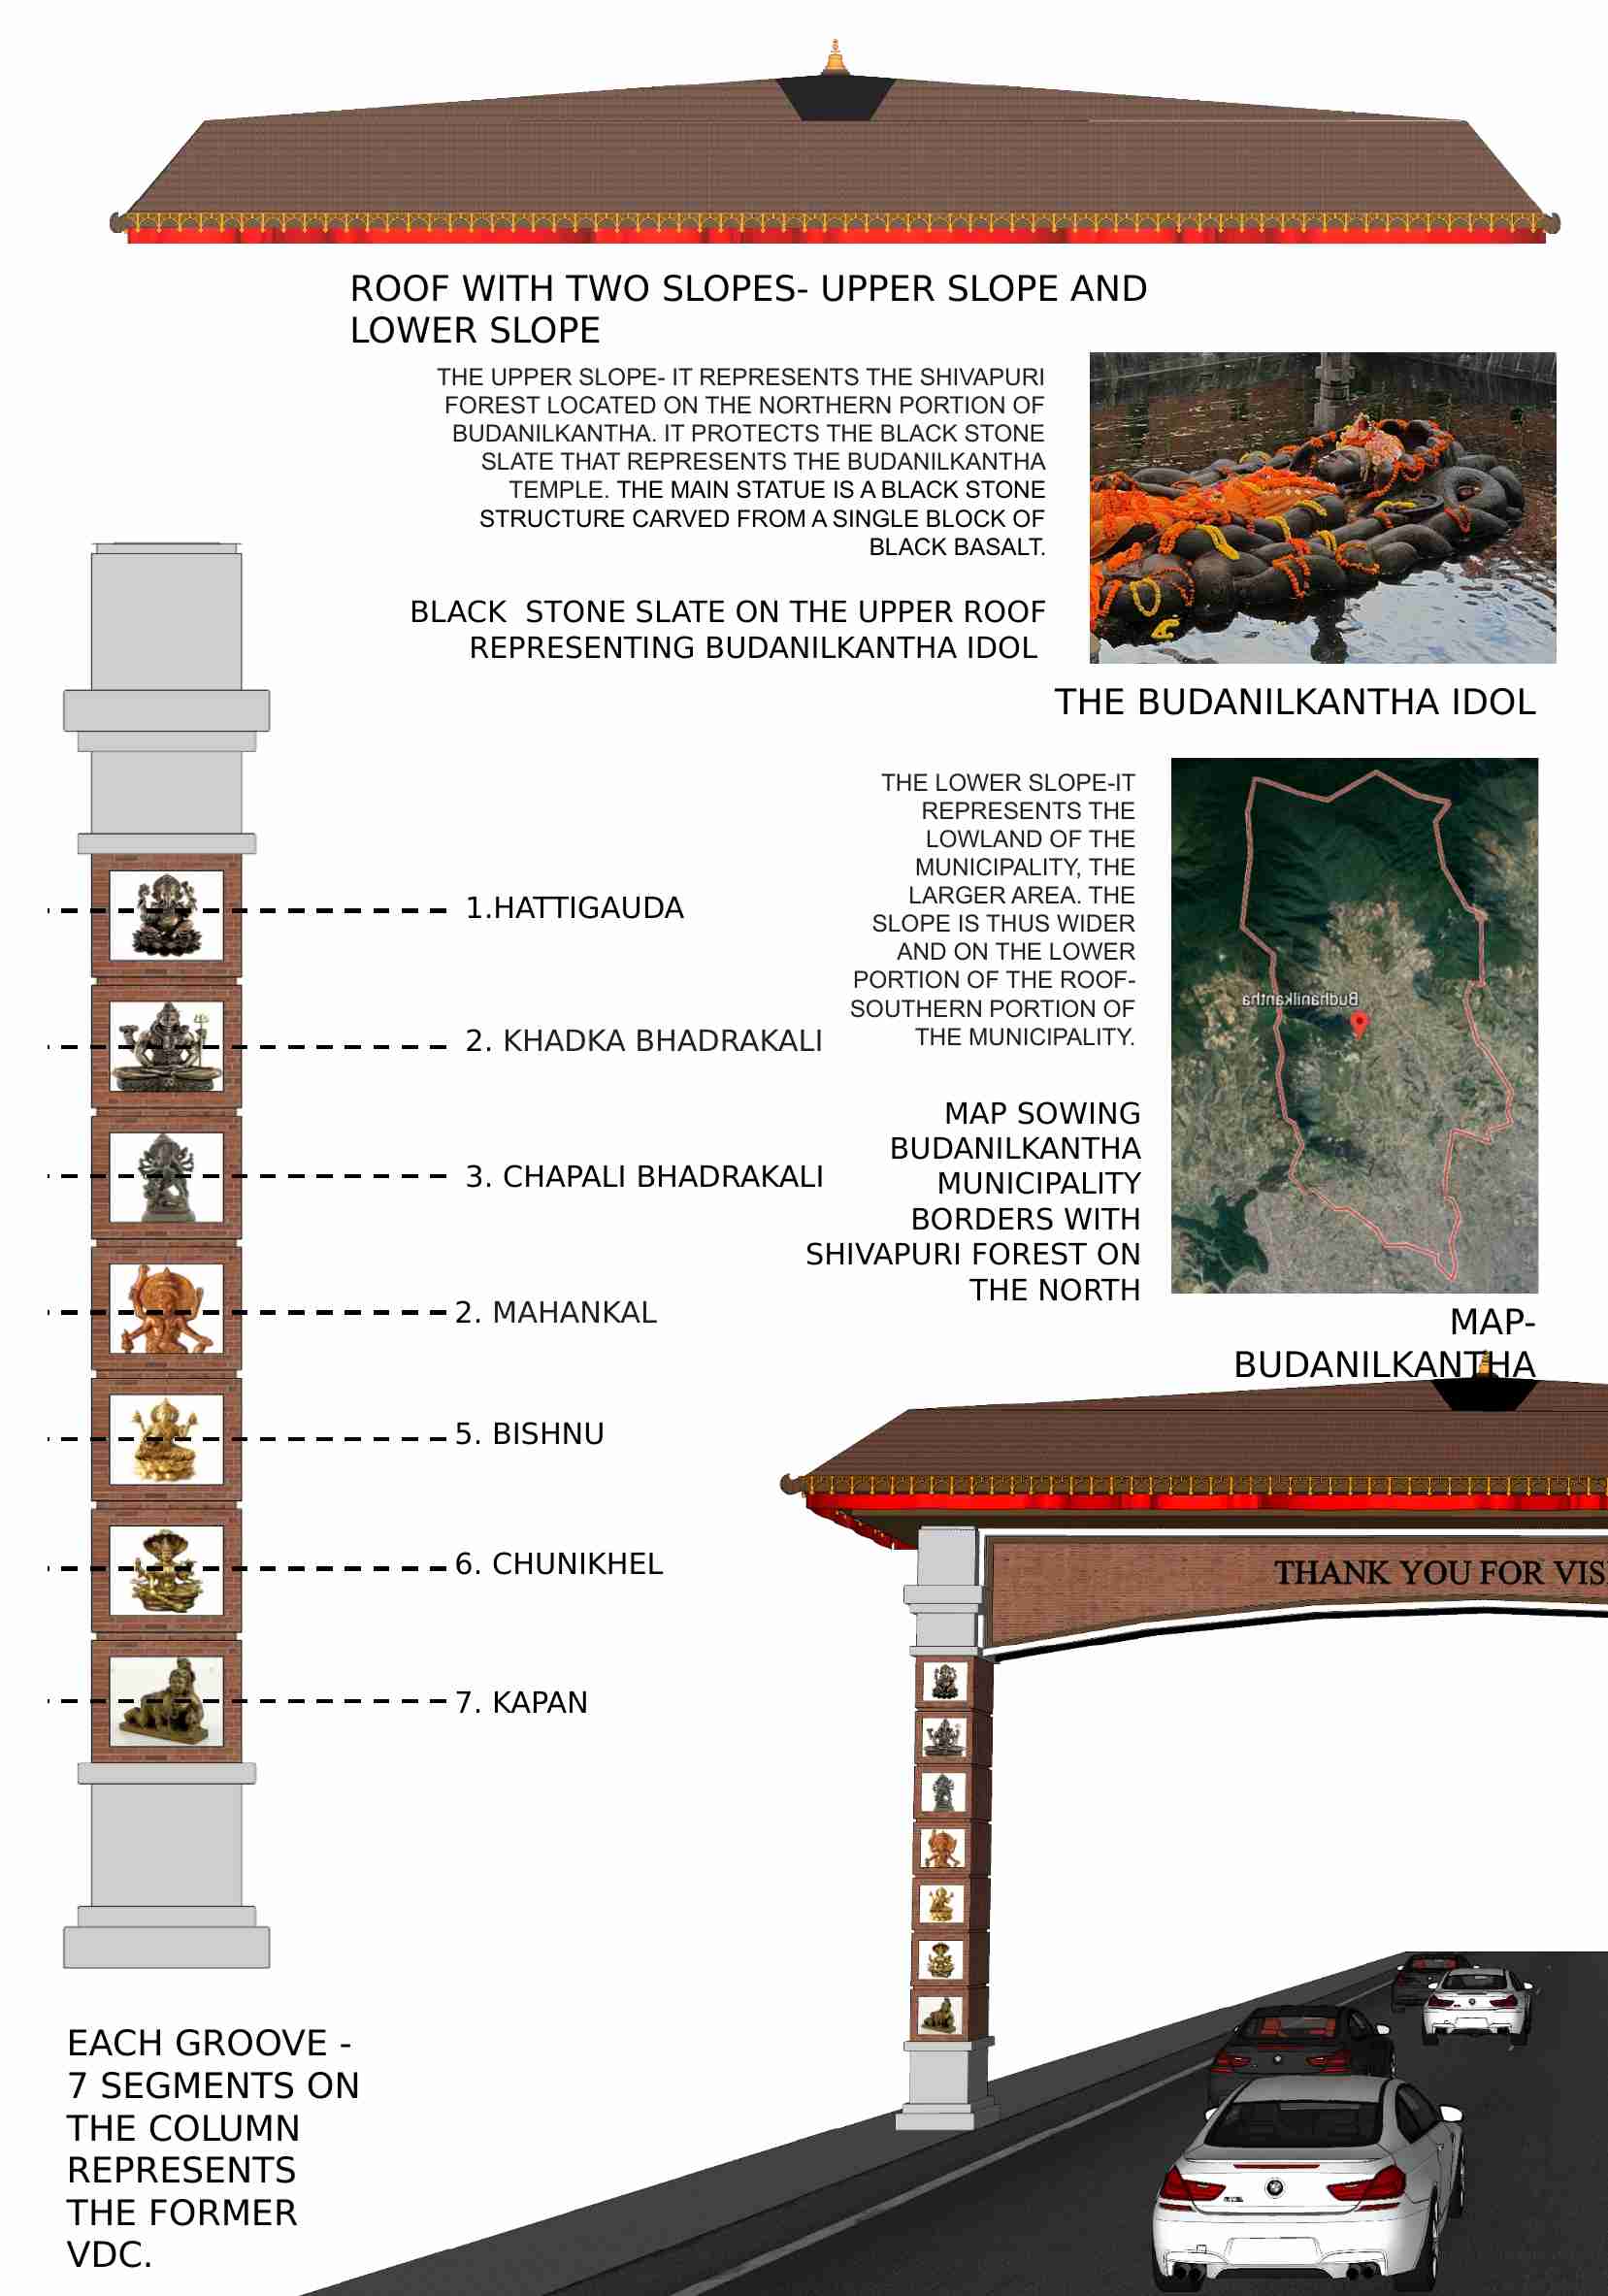 ROOF WITH TWO SLOPES- UPPER SLOPE AND
LOWER SLOPE
THE UPPER SLOPE- IT REPRESENTS THE SHIVAPURI
FOREST LOCATED ON THE NORTHERN PORTION OF
BUDANILKANTHA. IT PROTECTS THE BLACK STONE
SLATE THAT REPRESENTS THE BUDANILKANTHA
TEMPLE. THE MAIN STATUE IS A BLACK STONE
STRUCTURE CARVED FROM A SINGLE BLOCK OF
BLACK BASALT.
BLACK STONE SLATE ON THE UPPER ROOF
REPRESENTING BUDANILKANTHA IDOL
THE BUDANILKANTHA IDOL
THE LOWER SLOPE-IT
REPRESENTS THE
LOWLAND OF THE
MUNICIPALITY, THE
LARGER AREA. THE
SLOPE IS THUS WIDER
AND ON THE LOWER
PORTION OF THE ROOF-
SOUTHERN PORTION OF
THE MUNICIPALITY.
Budhanilkantha
MAP SOWING
BUDANILKANTHA
MUNICIPALITY
BORDERS WITH
SHIVAPURI FOREST ON
THE NORTH
MAP-
BUDANILKANTHA
1.HATTIGAUDA
2. KHADKA BHADRAKALI
3. CHAPALI BHADRAKALI
2. MAHANKAL
5. BISHNU
6. CHUNIKHEL
7. KAPAN
THANK YOU FOR VIS
EACH GROOVE -
7 SEGMENTS ON
THE COLUMN
REPRESENTS
THE FORMER
VDC.